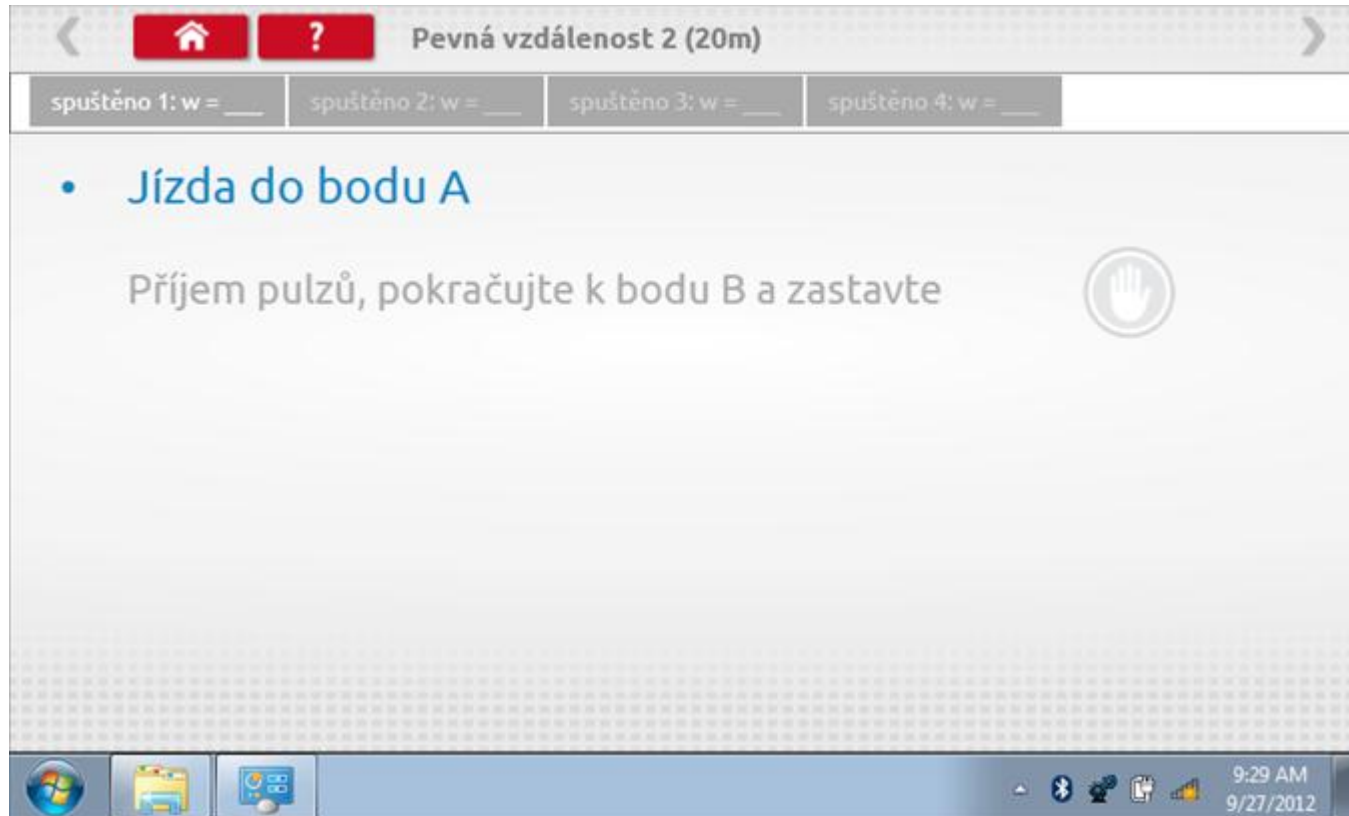 ? Pevná vzdálenost 2 (20m)
spuštěno 1: w = ___ spuštěno 2: w = ___ spuštěno 3: w = ___ spuštěno 4: w = ___
• Jízda do bodu A
Příjem pulzů, pokračujte k bodu B a zastavte
9:29 AM
9/27/2012